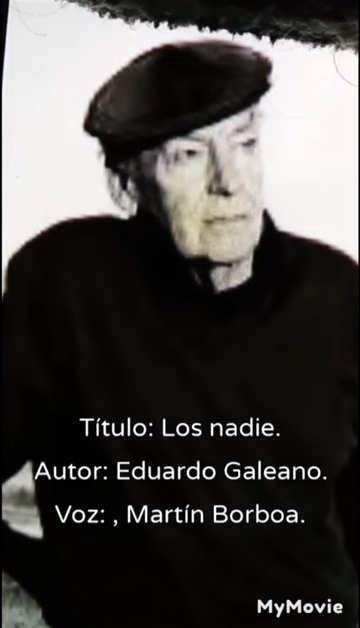 Título: Los nadie.
Autor: Eduardo Galeano.
Voz: , Martín Borboa.
MyMovie